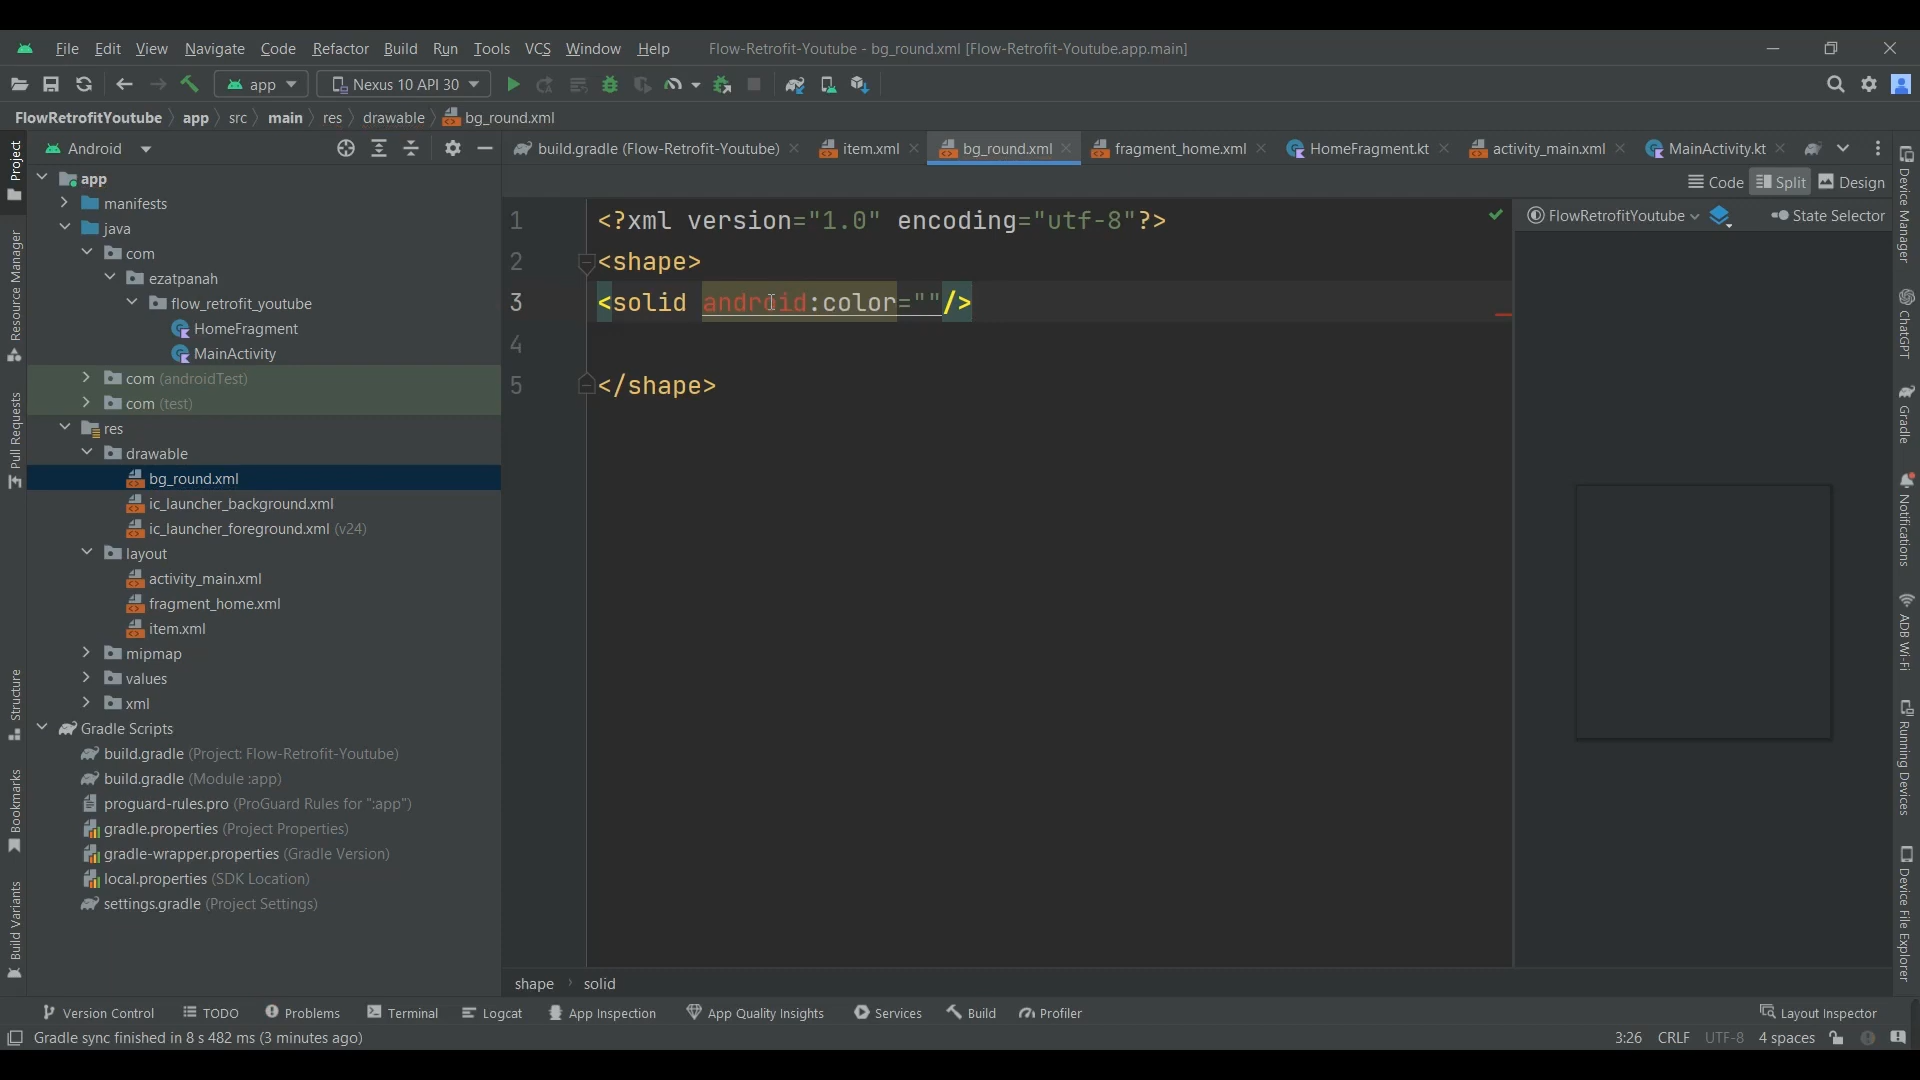 File Edit View Navigate Code Refactor Build Run Tools VCS Window Help Flow-Retrofit-Youtube - bg_round.xml [Flow-Retrofit-Youtube.app.main]
app Nexus 10 API 30
FlowRetrofitYoutube app src main res drawable bg_round.xml
Android
build.gradle (Flow-Retrofit-Youtube) item.xml bg_round.xml fragment_home.xml HomeFragment.kt activity_main.xml MainActivity.kt
Code Split Design
FlowRetrofitYoutube State Selector
Project
Resource Manager
Pull Requests
Structure
Bookmarks
Build Variants
app
manifests
java
com
ezatpanah
flow_retrofit_youtube
HomeFragment
MainActivity
com (androidTest)
com (test)
res
drawable
bg_round.xml
ic_launcher_background.xml
ic_launcher_foreground.xml (v24)
layout
activity_main.xml
fragment_home.xml
item.xml
mipmap
values
xml
Gradle Scripts
build.gradle (Project: Flow-Retrofit-Youtube)
build.gradle (Module :app)
proguard-rules.pro (ProGuard Rules for ":app")
gradle.properties (Project Properties)
gradle-wrapper.properties (Gradle Version)
local.properties (SDK Location)
settings.gradle (Project Settings)
1 <?xml version="1.0" encoding="utf-8"?>
2 <shape>
3 <solid android:color=""/>
4
5 </shape>
shape solid
Device Manager
ChatGPT
Gradle
Notifications
ADB Wi-Fi
Running Devices
Device File Explorer
Version Control TODO Problems Terminal Logcat App Inspection App Quality Insights Services Build Profiler Layout Inspector
Gradle sync finished in 8 s 482 ms (3 minutes ago) 3:26 CRLF UTF-8 4 spaces